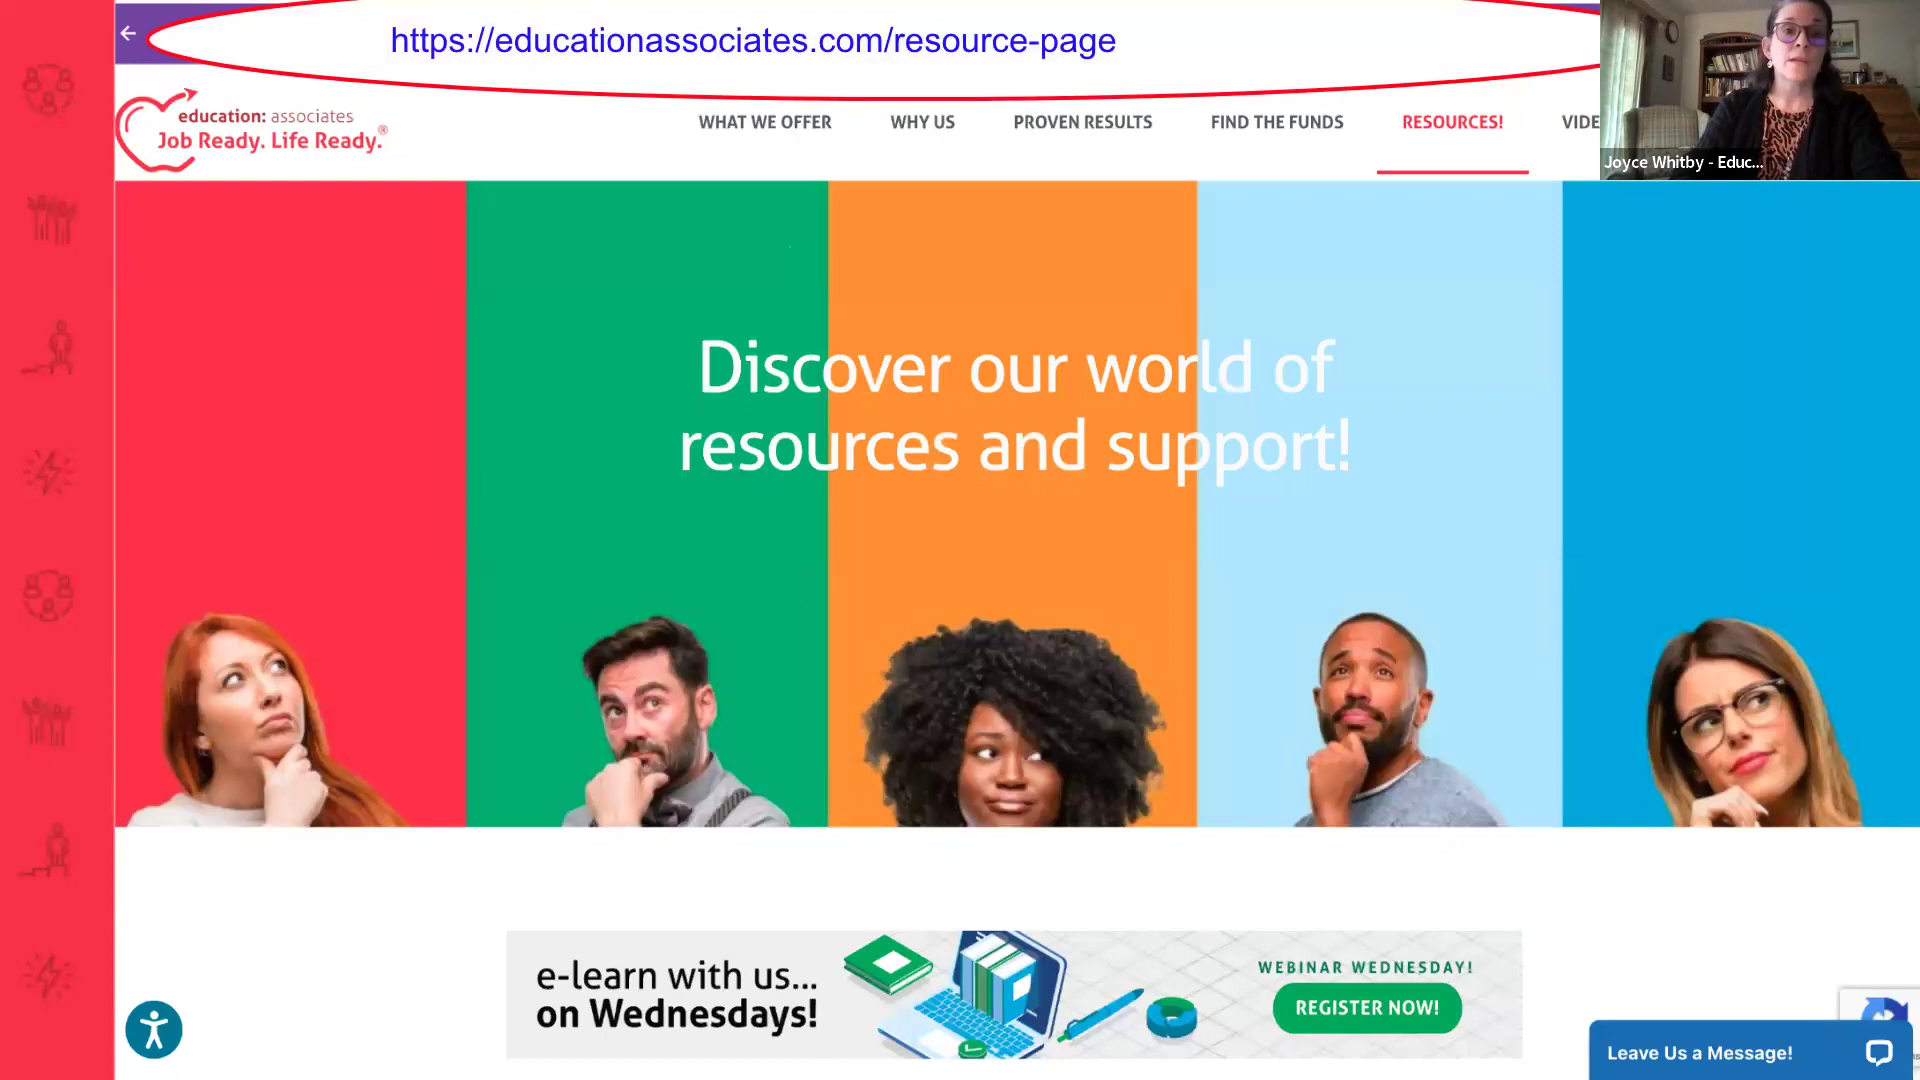 https://educationassociates.com/resource-page
education: associates
Job Ready. Life Ready.®
WHAT WE OFFER
WHY US
PROVEN RESULTS
FIND THE FUNDS
RESOURCES!
VIDE
Joyce Whitby - Educ...
Discover our world of
resources and support!
e-learn with us...
on Wednesdays!
WEBINAR WEDNESDAY!
REGISTER NOW!
Leave Us a Message!